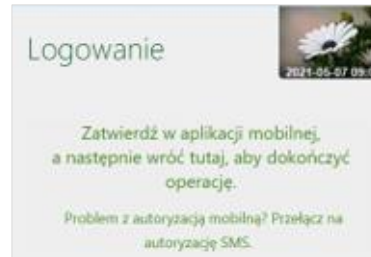 Logowanie
2021-05-07 09:
Zatwierdź w aplikacji mobilnej,
a następnie wróć tutaj, aby dokończyć
operację.
Problem z autoryzacją mobilną? Przełącz na
autoryzację SMS.